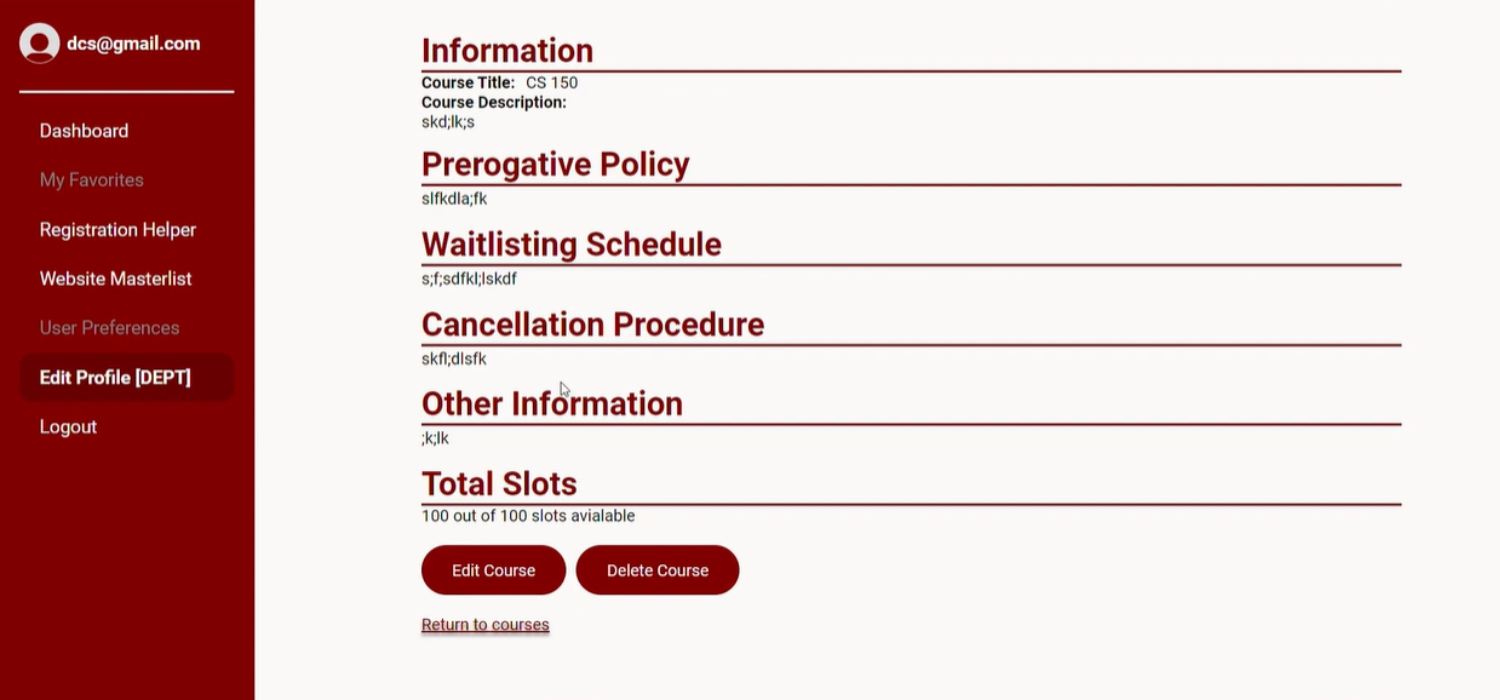 dcs@gmail.com
Dashboard
My Favorites
Registration Helper
Website Masterlist
User Preferences
Edit Profile [DEPT]
Logout
Information
Course Title: CS 150
Course Description:
skd;lk;s
Prerogative Policy
slfkdla;fk
Waitlisting Schedule
s;f;sdfkl;lskdf
Cancellation Procedure
skfl;dlsfk
Other Information
;k;lk
Total Slots
100 out of 100 slots avialable
Edit Course Delete Course
Return to courses